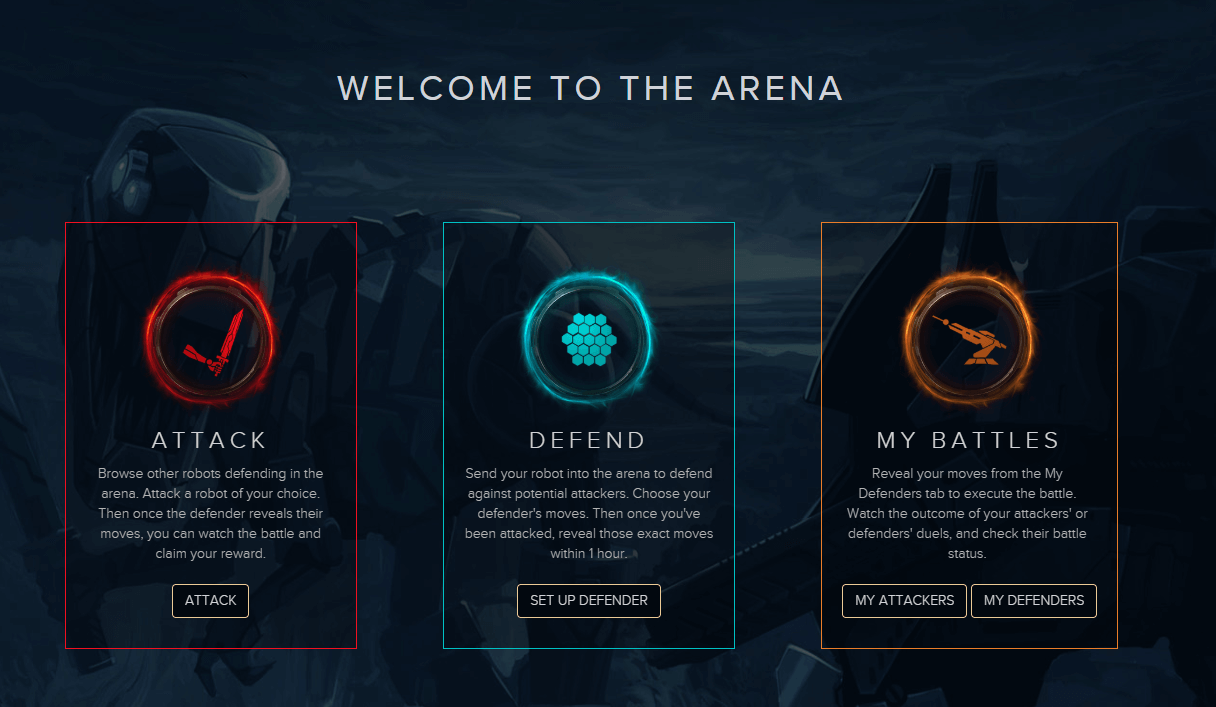 WELCOME TO THE ARENA
ATTACK
Browse other robots defending in the
arena. Attack a robot of your choice.
Then once the defender reveals their
moves, you can watch the battle and
claim your reward.
ATTACK
DEFEND
Send your robot into the arena to defend
against potential attackers. Choose your
defender's moves. Then once you've
been attacked, reveal those exact moves
within 1 hour.
SET UP DEFENDER
MY BATTLES
Reveal your moves from the My
Defenders tab to execute the battle.
Watch the outcome of your attackers' or
defenders' duels, and check their battle
status.
MY ATTACKERS MY DEFENDERS